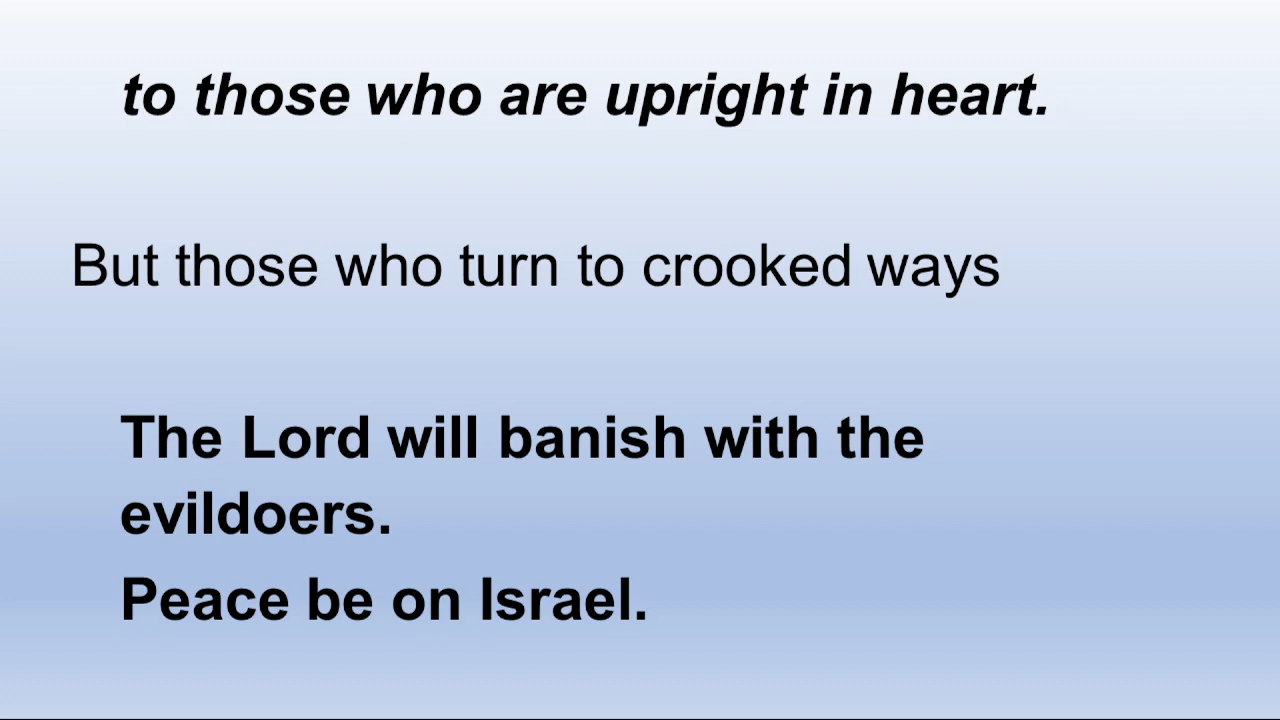 to those who are upright in heart.
But those who turn to crooked ways
The Lord will banish with the
evildoers.
Peace be on Israel.